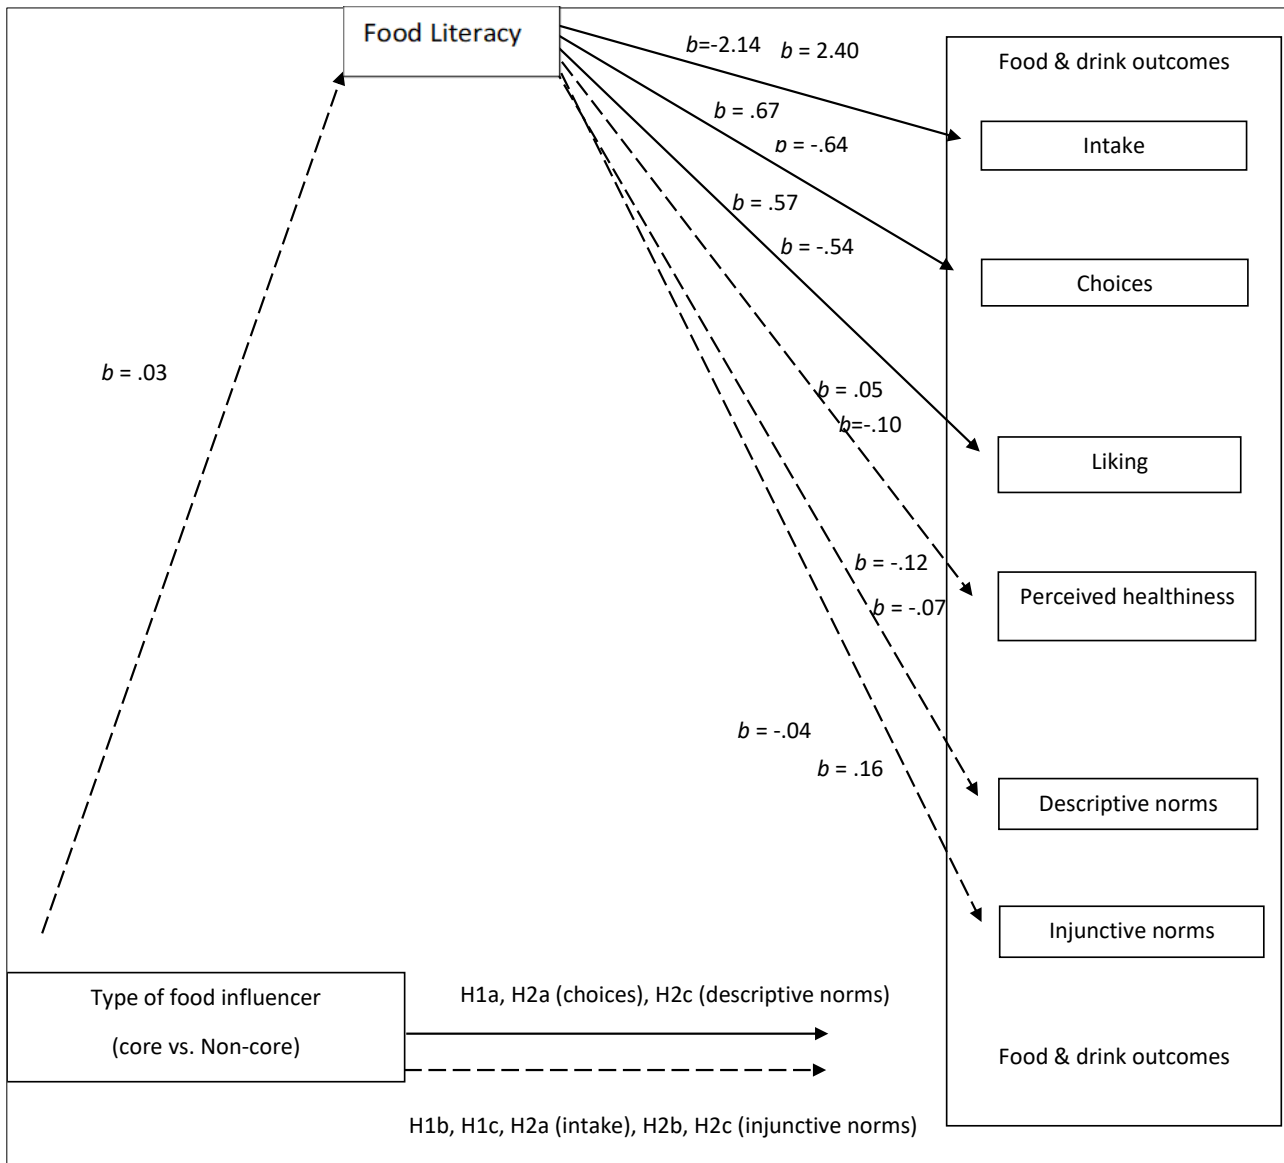 Food Literacy
b=-2.14
b = 2.40
Food & drink outcomes
b = .67
b = -.64
Intake
b = .57
b = -.54
Choices
b = .03
b = .05
b=-.10
Liking
b = -.12
b = -.07
Perceived healthiness
b = -.04
b = .16
Descriptive norms
Injunctive norms
Type of food influencer
(core vs. Non-core)
H1a, H2a (choices), H2c (descriptive norms)
Food & drink outcomes
H1b, H1c, H2a (intake), H2b, H2c (injunctive norms)